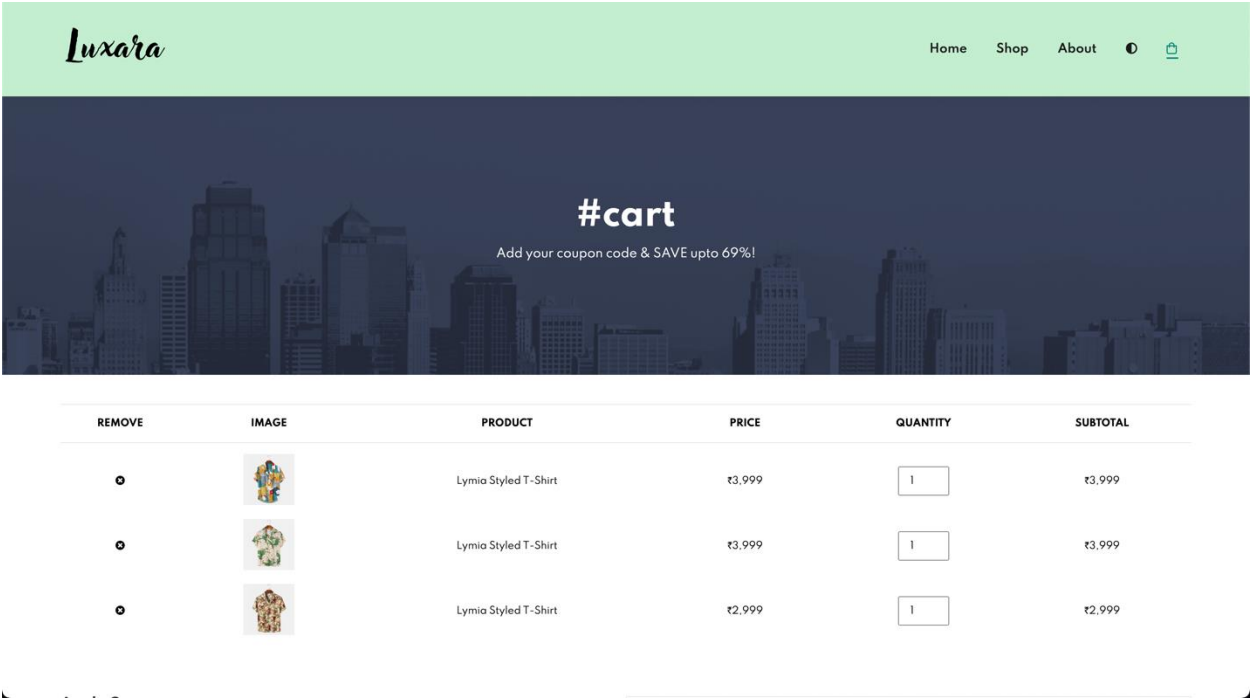 Luxara
Home Shop About
#cart
Add your coupon code & SAVE upto 69%!
REMOVE IMAGE PRODUCT PRICE QUANTITY SUBTOTAL
Lymia Styled T-Shirt ₹3,999 1 ₹3,999
Lymia Styled T-Shirt ₹3,999 1 ₹3,999
Lymia Styled T-Shirt ₹2,999 1 ₹2,999